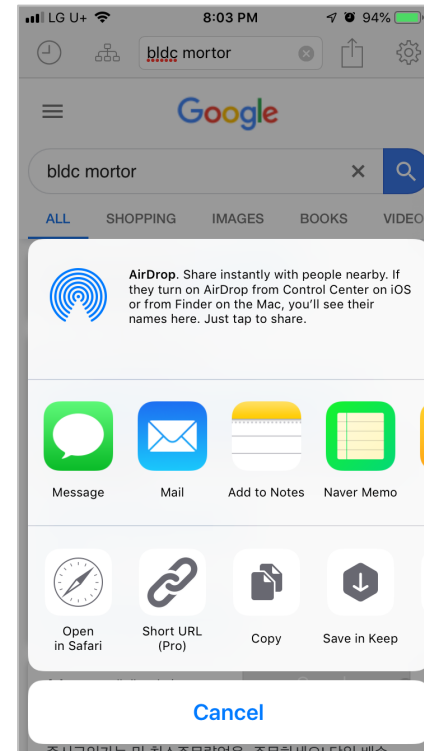 LG U+ 8:03 PM 94%
bldc mortor
Google
bldc mortor
ALL SHOPPING IMAGES BOOKS VIDEO
AirDrop. Share instantly with people nearby. If
they turn on AirDrop from Control Center on iOS
or from Finder on the Mac, you'll see their
names here. Just tap to share.
Message Mail Add to Notes Naver Memo
Open
in Safari
Short URL
(Pro)
Copy
Save in Keep
Cancel